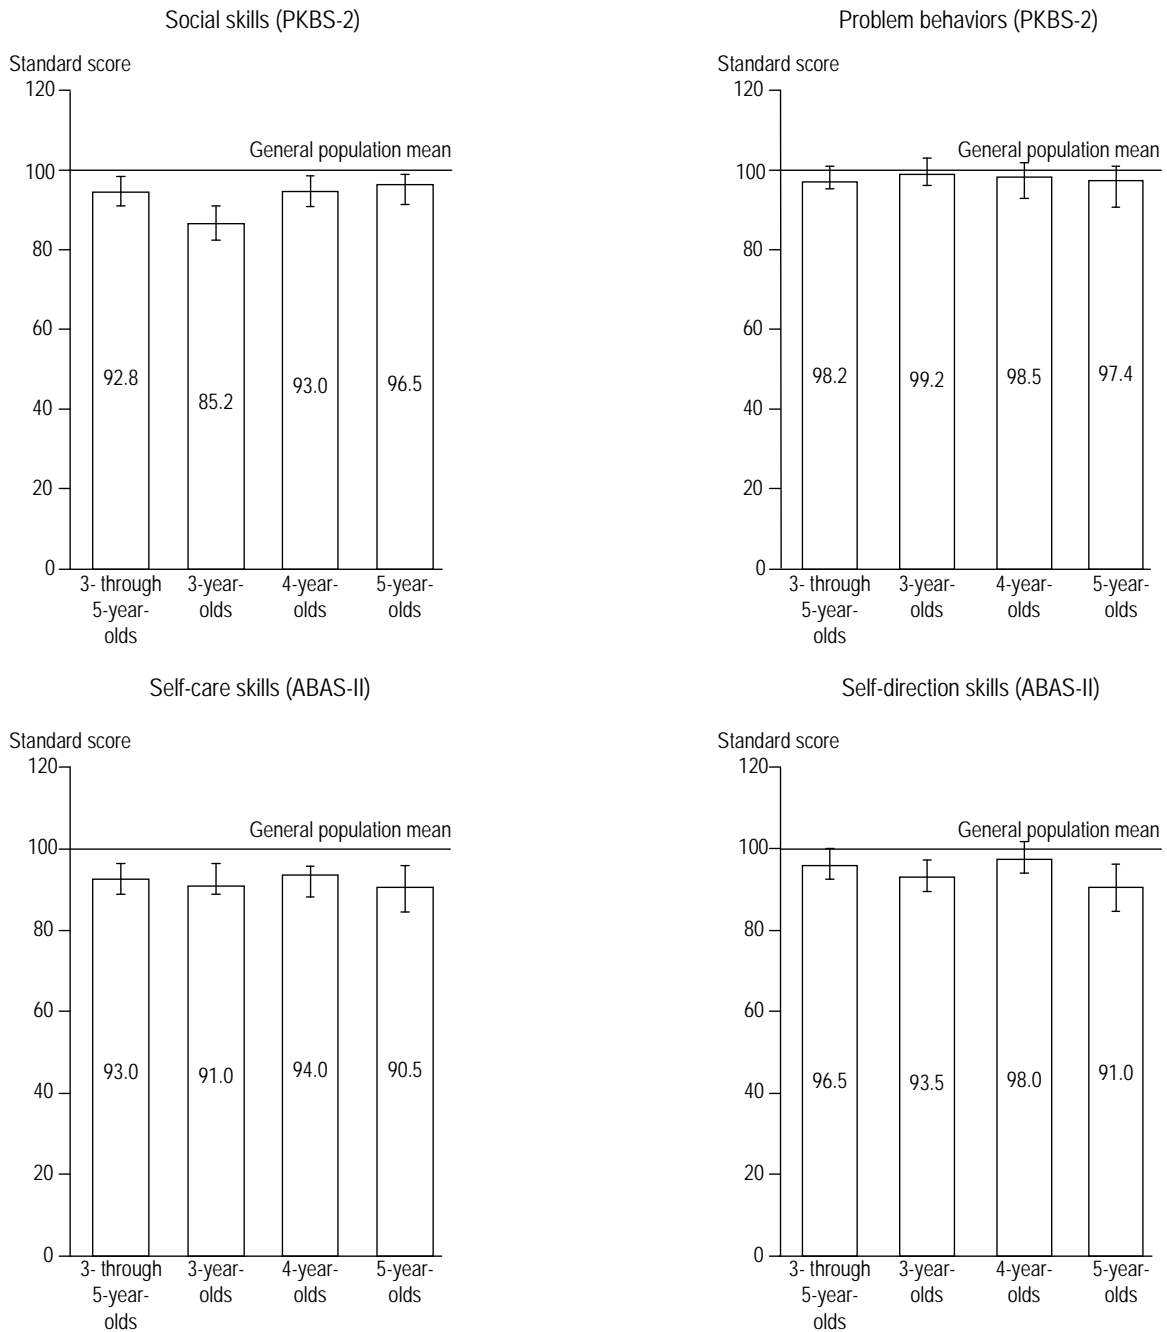 Social skills (PKBS-2)
Standard score
120
100
80
60
40
20
0
General population mean
92.8
85.2
93.0
96.5
3- through
5-year-
olds
3-year-
olds
4-year-
olds
5-year-
olds
Problem behaviors (PKBS-2)
Standard score
120
100
80
60
40
20
0
General population mean
98.2
99.2
98.5
97.4
3- through
5-year-
olds
3-year-
olds
4-year-
olds
5-year-
olds
Self-care skills (ABAS-II)
Standard score
120
100
80
60
40
20
0
General population mean
93.0
91.0
94.0
90.5
3- through
5-year-
olds
3-year-
olds
4-year-
olds
5-year-
olds
Self-direction skills (ABAS-II)
Standard score
120
100
80
60
40
20
0
General population mean
96.5
93.5
98.0
91.0
3- through
5-year-
olds
3-year-
olds
4-year-
olds
5-year-
olds